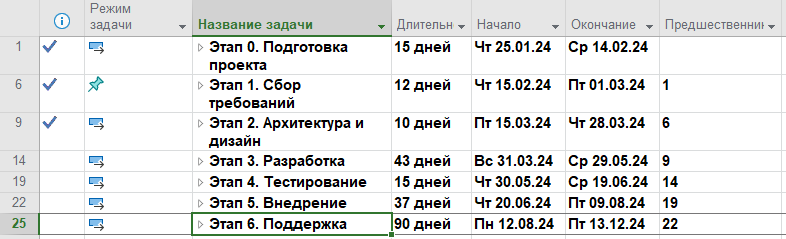 Режим задачи Название задачи Длительн Начало Окончание Предшественник
1 Этап 0. Подготовка проекта 15 дней Чт 25.01.24 Ср 14.02.24
6 Этап 1. Сбор требований 12 дней Чт 15.02.24 Пт 01.03.24 1
9 Этап 2. Архитектура и дизайн 10 дней Пт 15.03.24 Чт 28.03.24 6
14 Этап 3. Разработка 43 дней Вс 31.03.24 Ср 29.05.24 9
19 Этап 4. Тестирование 15 дней Чт 30.05.24 Ср 19.06.24 14
22 Этап 5. Внедрение 37 дней Чт 20.06.24 Пт 09.08.24 19
25 Этап 6. Поддержка 90 дней Пн 12.08.24 Пт 13.12.24 22